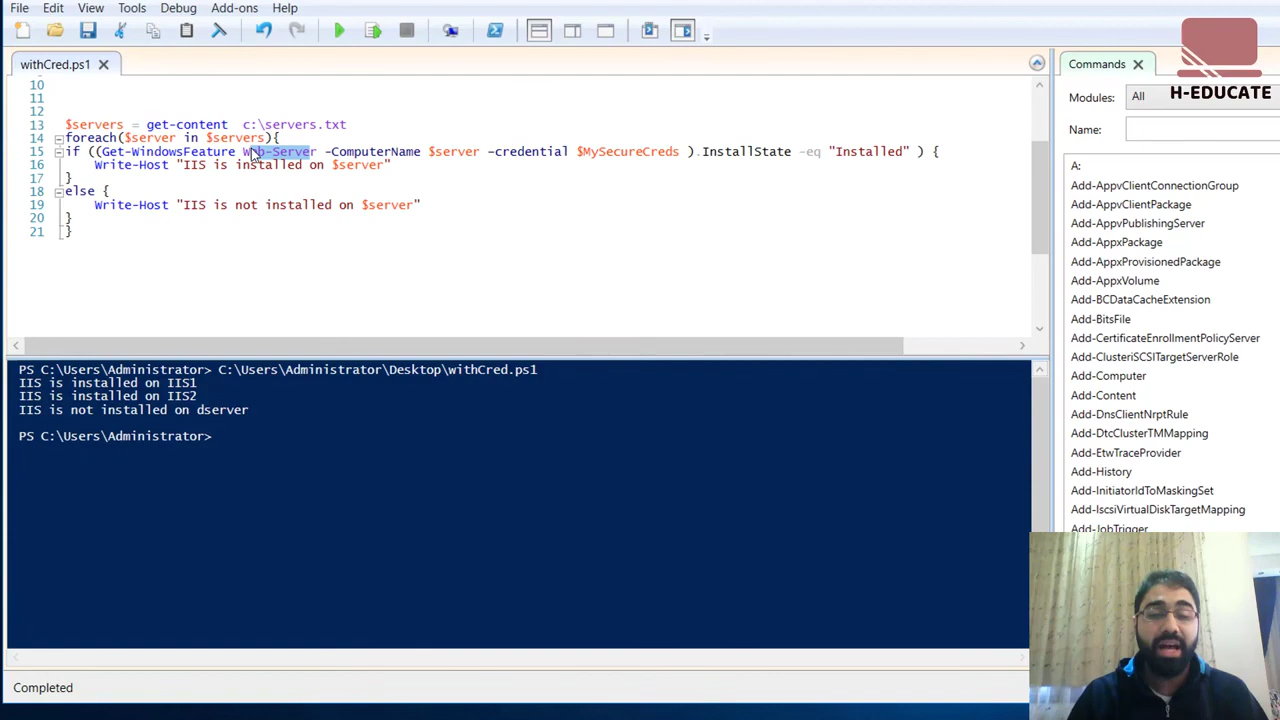 File Edit View Tools Debug Add-ons Help
H-EDUCATE
withCred.ps1
10
11
12
13 $servers = get-content c:\servers.txt
14 foreach($server in $servers){
15 if ((Get-WindowsFeature Web-Server -ComputerName $server -credential $MySecureCreds ).InstallState -eq "Installed" ) {
16 Write-Host "IIS is installed on $server"
17 }
18 else {
19 Write-Host "IIS is not installed on $server"
20 }
21 }
PS C:\Users\Administrator> C:\Users\Administrator\Desktop\withCred.ps1
IIS is installed on IIS1
IIS is installed on IIS2
IIS is not installed on dserver
PS C:\Users\Administrator>
Completed
Commands
Modules: All
Name:
A:
Add-AppvClientConnectionGroup
Add-AppvClientPackage
Add-AppvPublishingServer
Add-AppxPackage
Add-AppxProvisionedPackage
Add-AppxVolume
Add-BCDataCacheExtension
Add-BitsFile
Add-CertificateEnrollmentPolicyServer
Add-ClusteriSCSITargetServerRole
Add-Computer
Add-Content
Add-DnsClientNrptRule
Add-DtcClusterTMMapping
Add-EtwTraceProvider
Add-History
Add-InitiatorIdToMaskingSet
Add-IscsiVirtualDiskTargetMapping
Add-JobTrigger